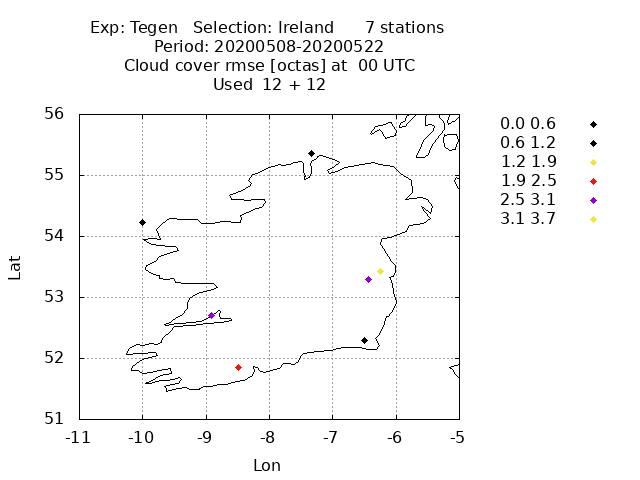 Exp: Tegen Selection: Ireland 7 stations
Period: 20200508-20200522
Cloud cover rmse [octas] at 00 UTC
Used 12 + 12
56
55
54
53
52
51
-11 -10 -9 -8 -7 -6 -5
Lat
Lon
0.0 0.6
0.6 1.2
1.2 1.9
1.9 2.5
2.5 3.1
3.1 3.7